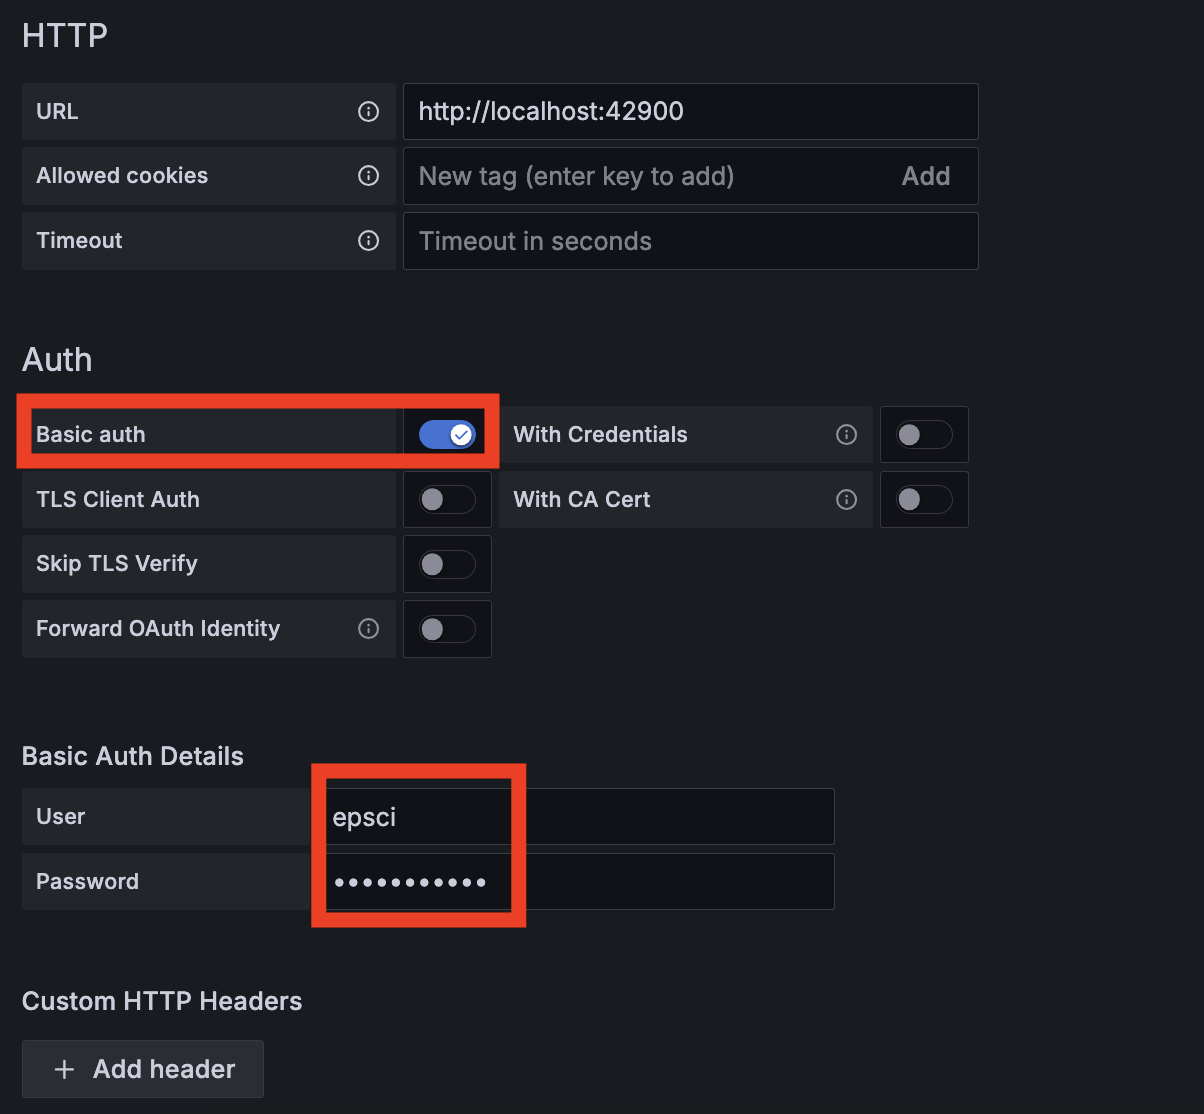 HTTP
URL http://localhost:42900
Allowed cookies New tag (enter key to add) Add
Timeout Timeout in seconds
Auth
Basic auth With Credentials
TLS Client Auth With CA Cert
Skip TLS Verify
Forward OAuth Identity
Basic Auth Details
User epsci
Password •••••••••••
Custom HTTP Headers
+ Add header